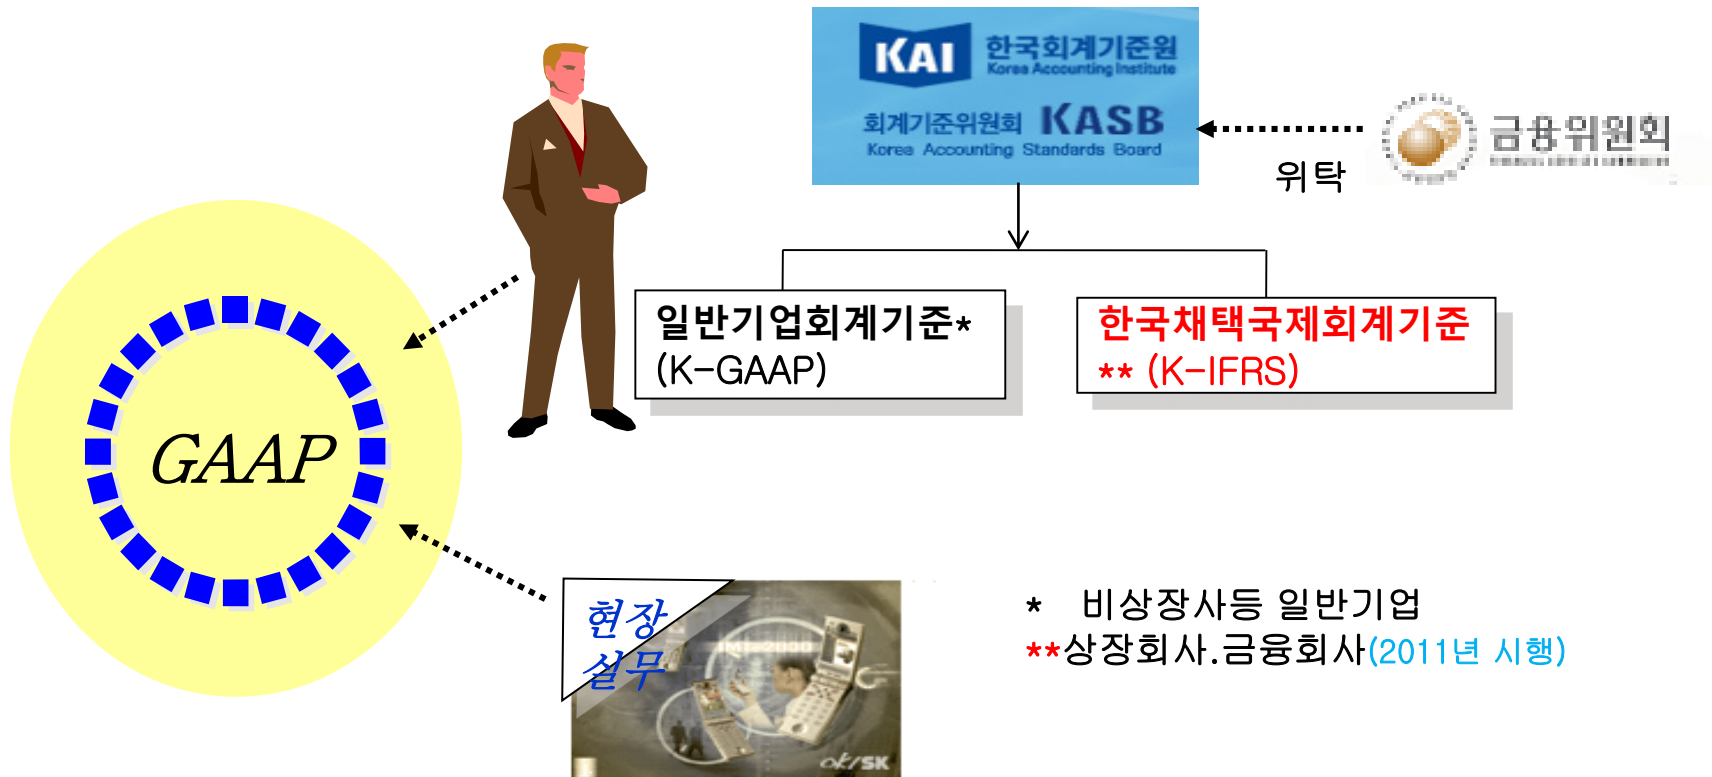 KAI 한국회계기준원
Korea Accounting Institute
회계기준위원회 KASB
Korea Accounting Standards Board
금융위원회
위탁
일반기업회계기준*
(K-GAAP)
한국채택국제회계기준
** (K-IFRS)
GAAP
현장
실무
IMT-2000
* 비상장사등 일반기업
**상장회사.금융회사(2011년 시행)
SK